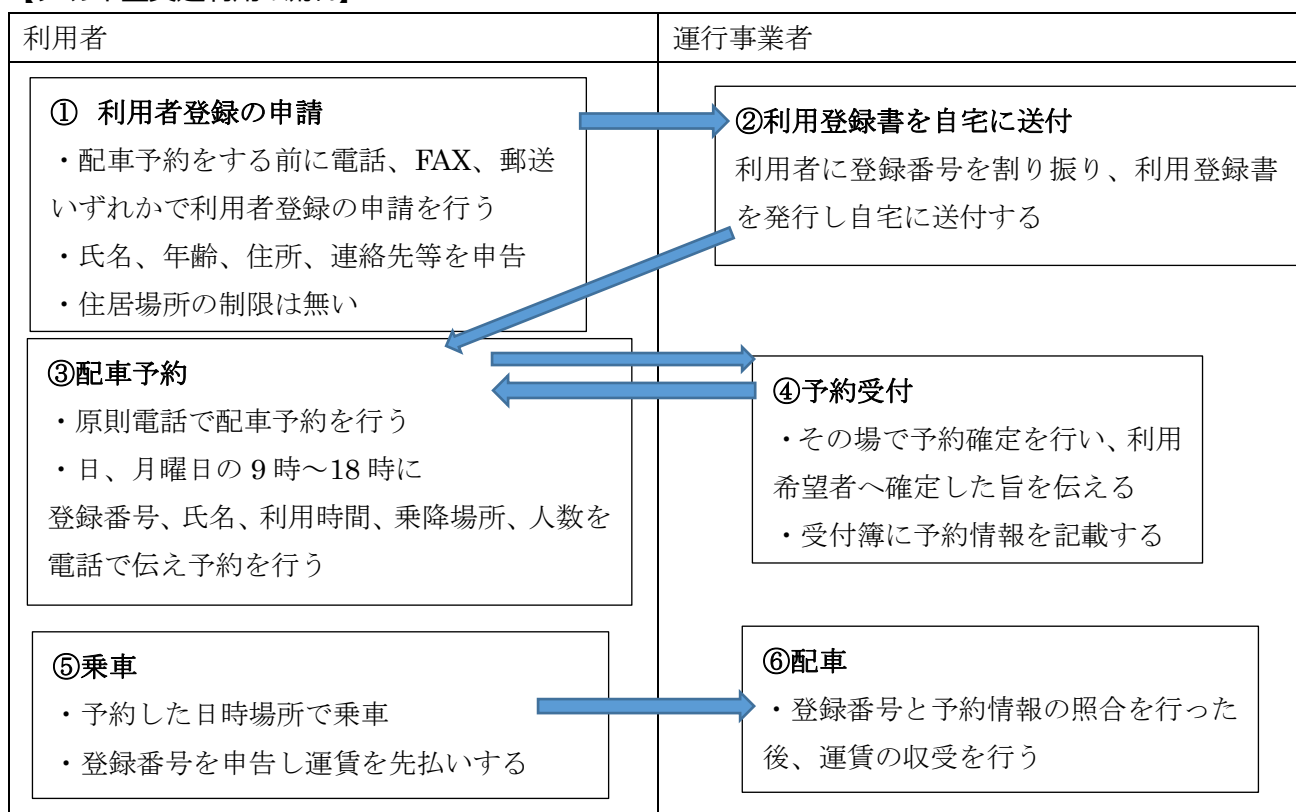 利用者
運行事業者
① 利用者登録の申請
・配車予約をする前に電話、FAX、郵送
いずれかで利用者登録の申請を行う
・氏名、年齢、住所、連絡先等を申告
・住居場所の制限は無い
②利用登録書を自宅に送付
利用者に登録番号を割り振り、利用登録書
を発行し自宅に送付する
③配車予約
・原則電話で配車予約を行う
・日、月曜日の 9 時～18 時に
登録番号、氏名、利用時間、乗降場所、人数を
電話で伝え予約を行う
④予約受付
・その場で予約確定を行い、利用
希望者へ確定した旨を伝える
・受付簿に予約情報を記載する
⑤乗車
・予約した日時場所で乗車
・登録番号を申告し運賃を先払いする
⑥配車
・登録番号と予約情報の照合を行った
後、運賃の収受を行う